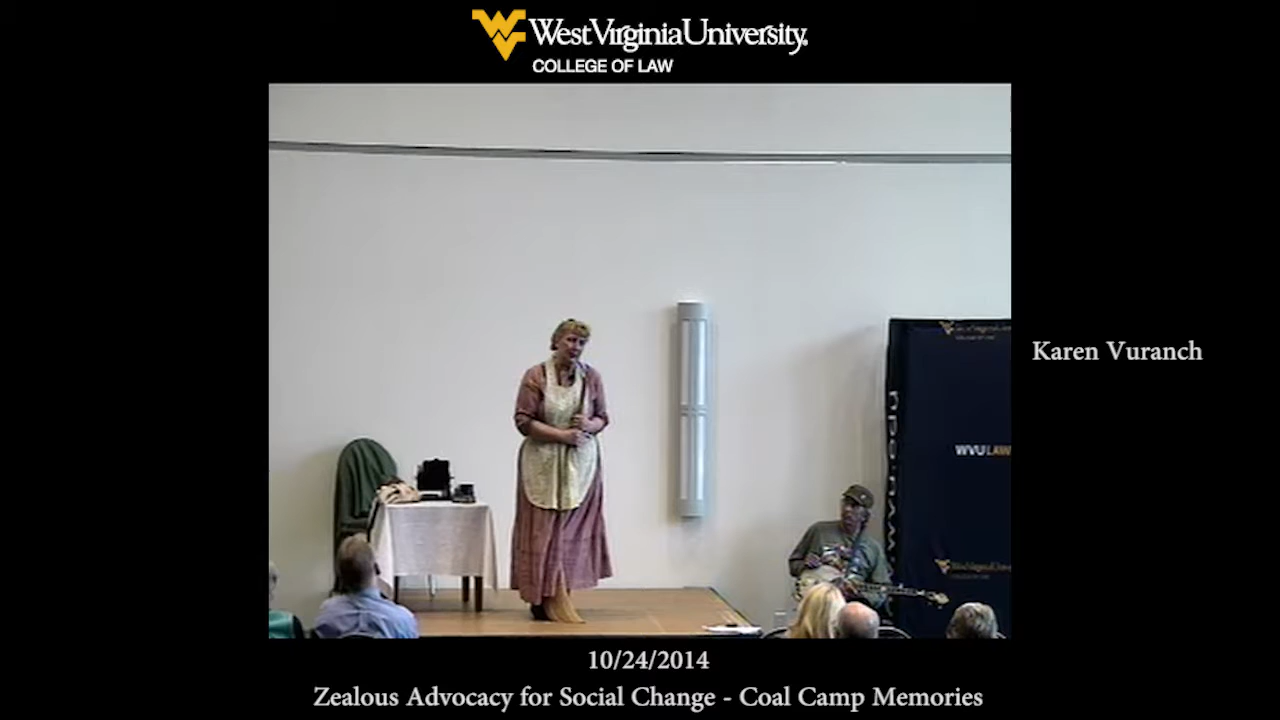 WestVirginiaUniversity.
COLLEGE OF LAW
Karen Vuranch
WVULAW
10/24/2014
Zealous Advocacy for Social Change - Coal Camp Memories